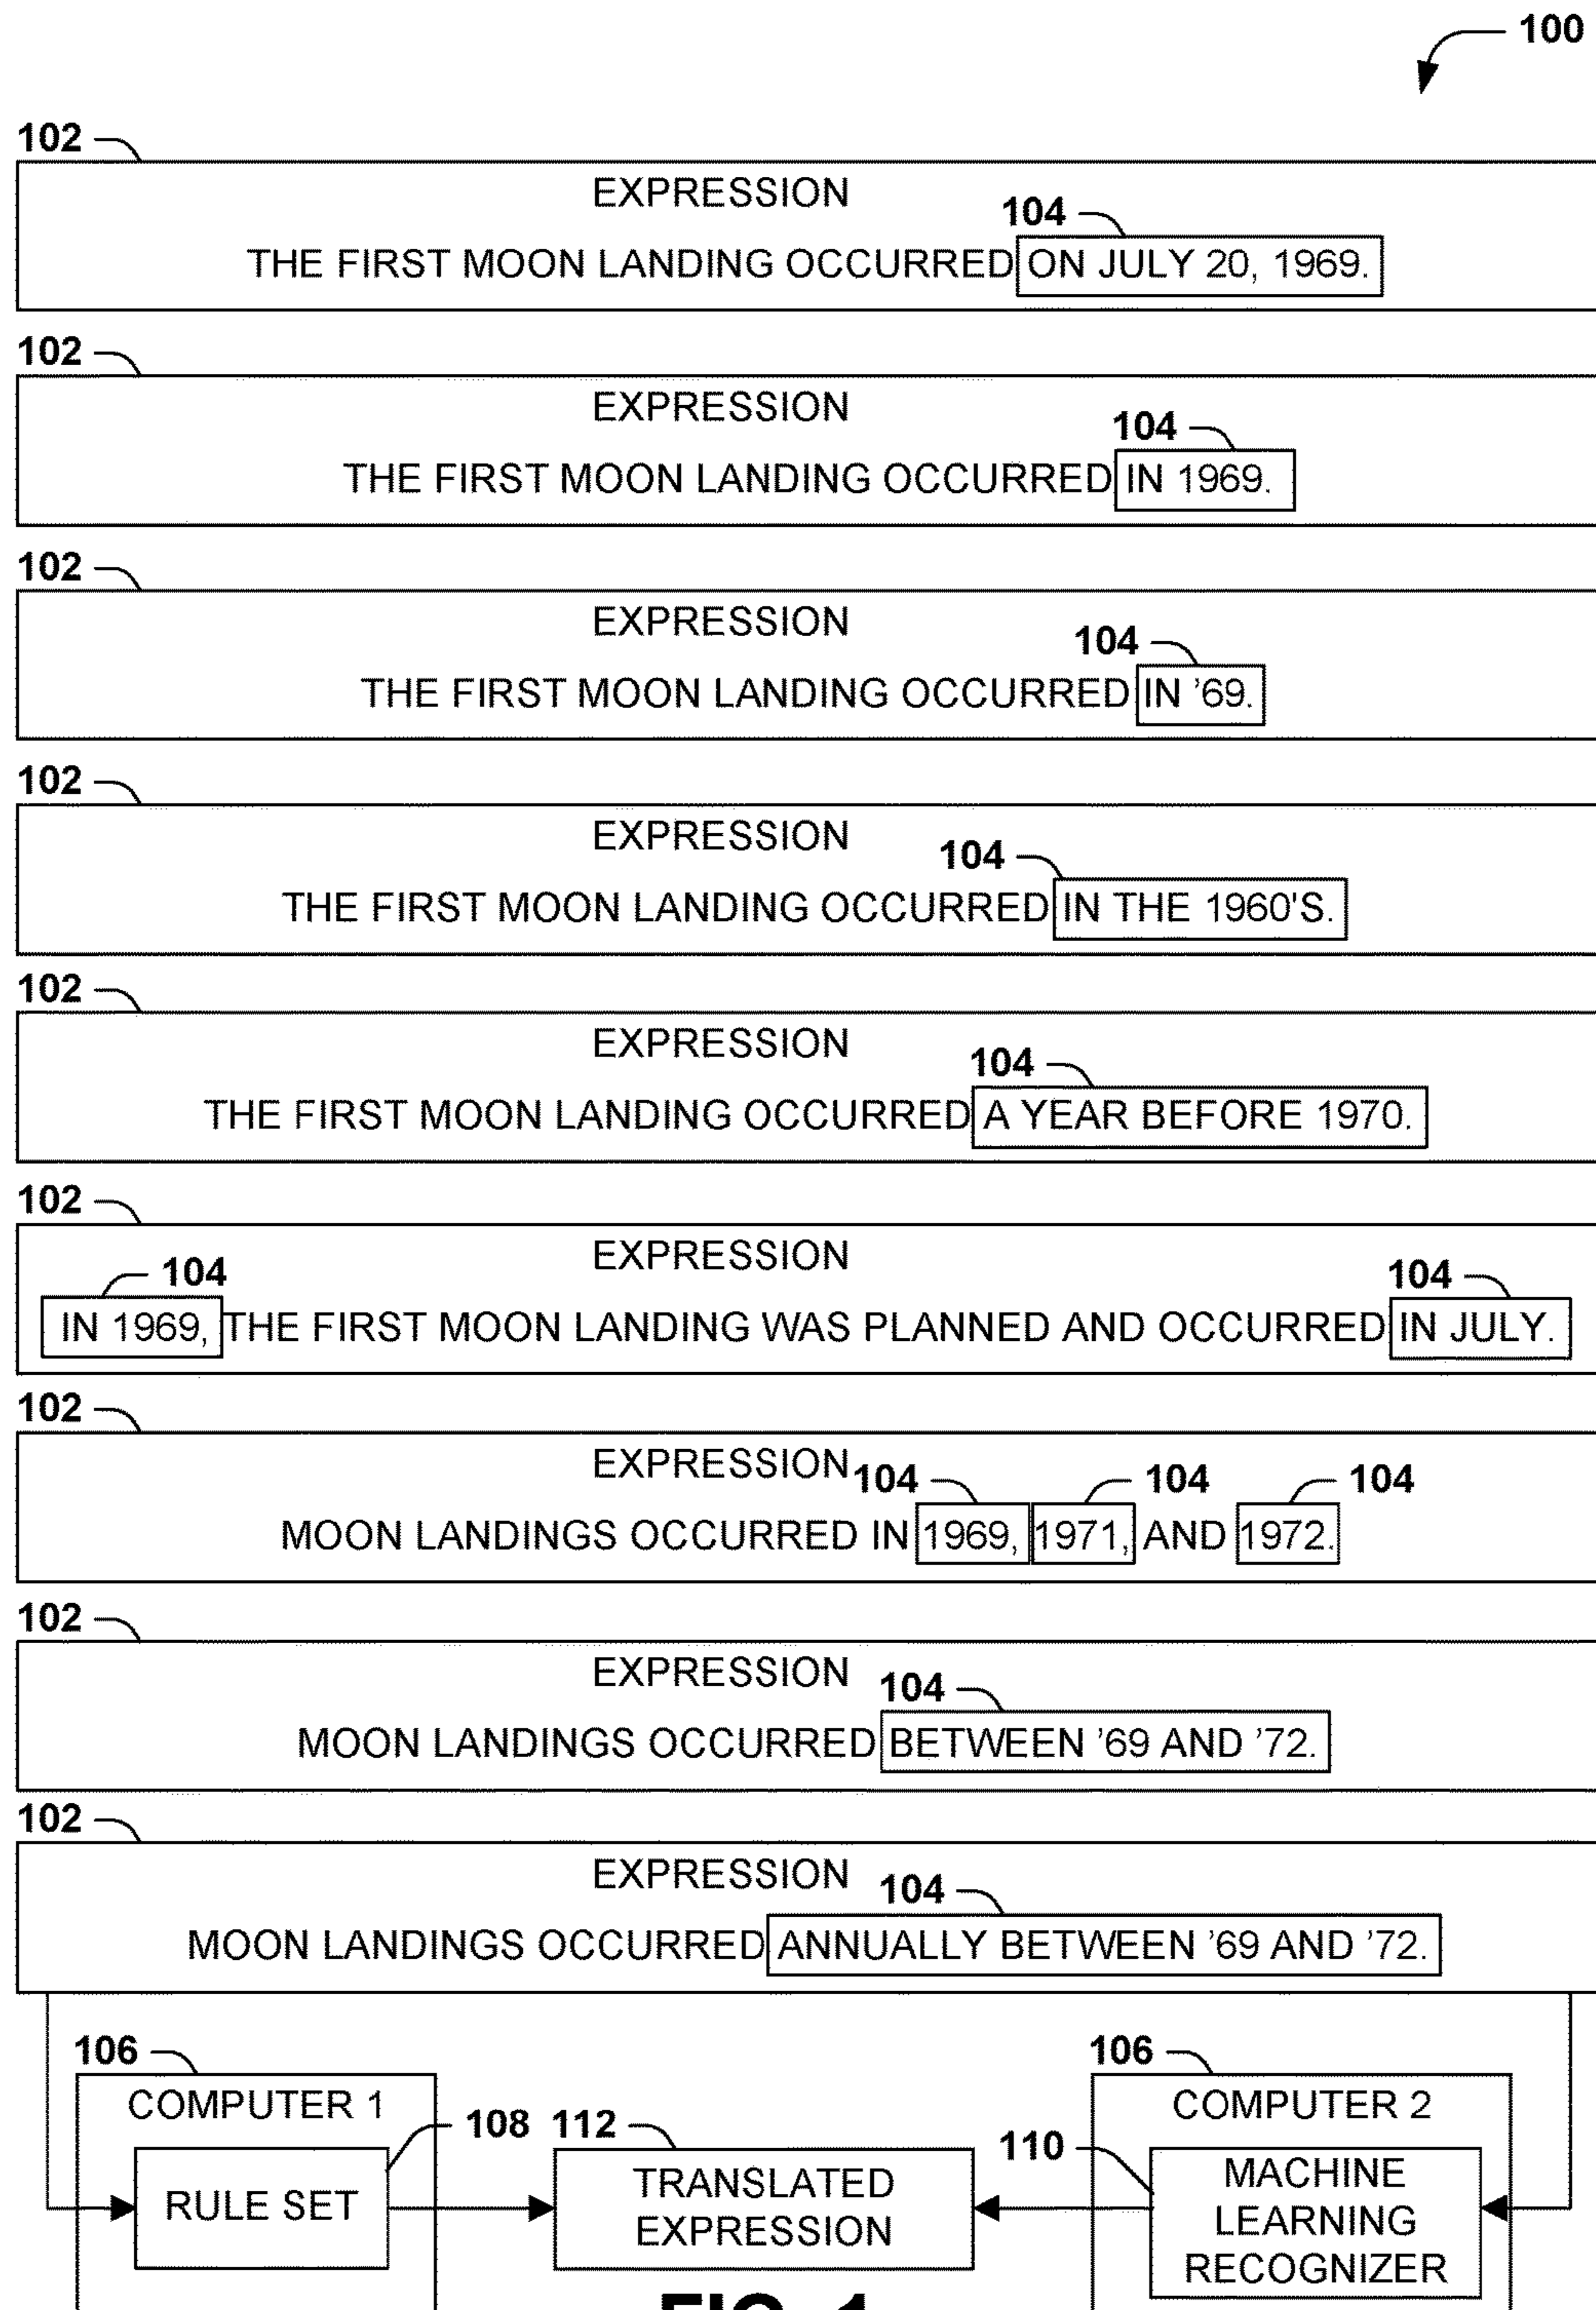 100
102
EXPRESSION
104
THE FIRST MOON LANDING OCCURRED ON JULY 20, 1969.
102
EXPRESSION
104
THE FIRST MOON LANDING OCCURRED IN 1969.
102
EXPRESSION
104
THE FIRST MOON LANDING OCCURRED IN ’69.
102
EXPRESSION
104
THE FIRST MOON LANDING OCCURRED IN THE 1960'S.
102
EXPRESSION
104
THE FIRST MOON LANDING OCCURRED A YEAR BEFORE 1970.
102
EXPRESSION
104 104
IN 1969, THE FIRST MOON LANDING WAS PLANNED AND OCCURRED IN JULY.
102
EXPRESSION
104 104 104
MOON LANDINGS OCCURRED IN 1969, 1971, AND 1972.
102
EXPRESSION
104
MOON LANDINGS OCCURRED BETWEEN ’69 AND ’72.
102
EXPRESSION
104
MOON LANDINGS OCCURRED ANNUALLY BETWEEN ’69 AND ’72.
106
COMPUTER 1
108
RULE SET
112
TRANSLATED
EXPRESSION
106
COMPUTER 2
110
MACHINE
LEARNING
RECOGNIZER
FIG. 1